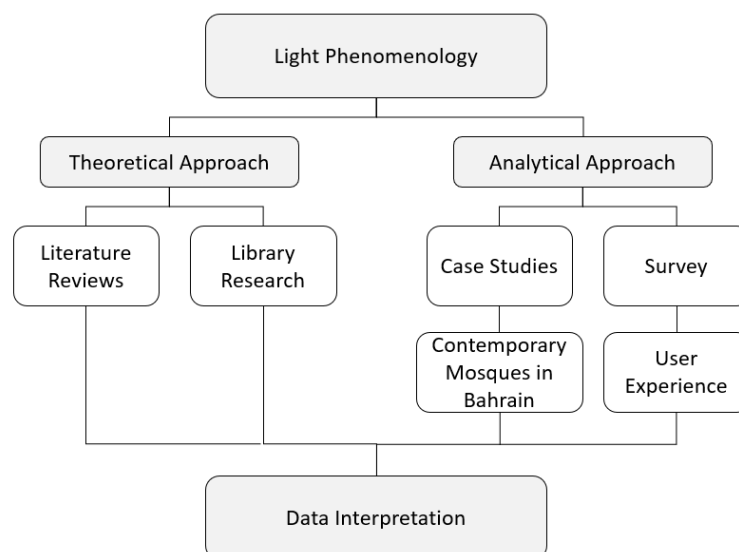 Light Phenomenology
Theoretical Approach
Analytical Approach
Literature
Reviews
Library
Research
Case Studies
Survey
Contemporary
Mosques in
Bahrain
User
Experience
Data Interpretation